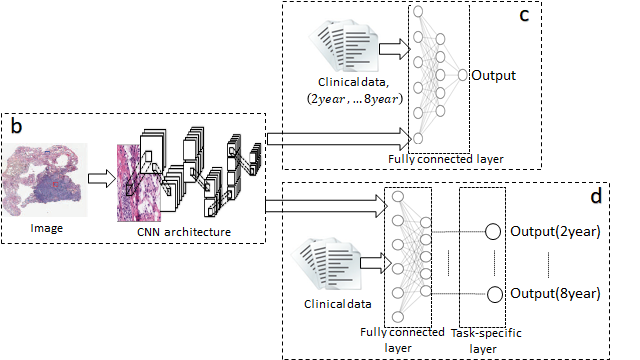 b
Image
CNN architecture
c
Clinical data,
(2year, ...8year)
Output
Fully connected layer
d
Clinical data
Output(2year)
Output(8year)
Fully connected
layer
Task-specific
layer